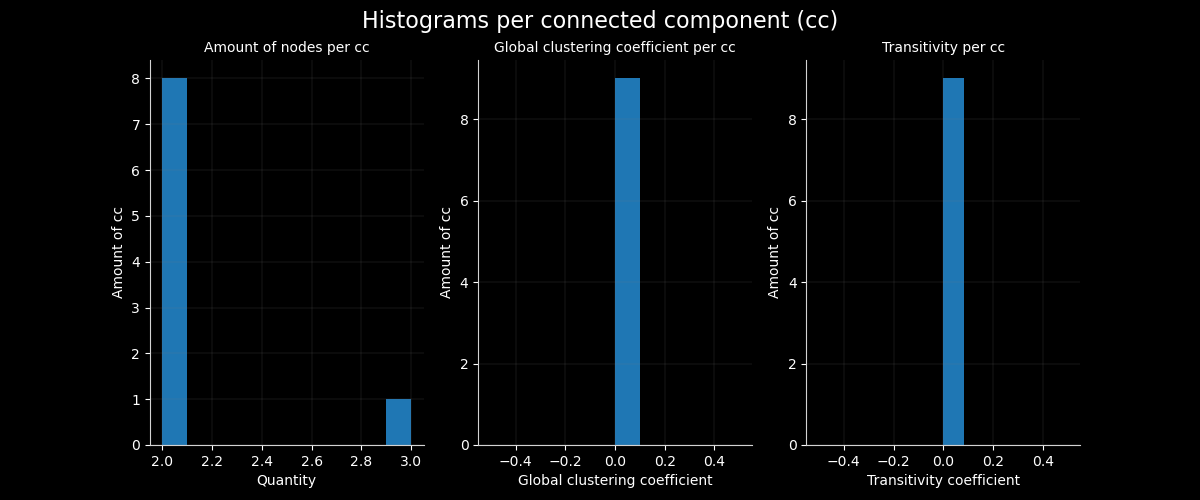 Histograms per connected component (cc)
Amount of nodes per cc
Amount of cc
8
7
6
5
4
3
2
1
0
2.0 2.2 2.4 2.6 2.8 3.0
Quantity
Global clustering coefficient per cc
Amount of cc
8
6
4
2
0
−0.4 −0.2 0.0 0.2 0.4
Global clustering coefficient
Transitivity per cc
Amount of cc
8
6
4
2
0
−0.4 −0.2 0.0 0.2 0.4
Transitivity coefficient